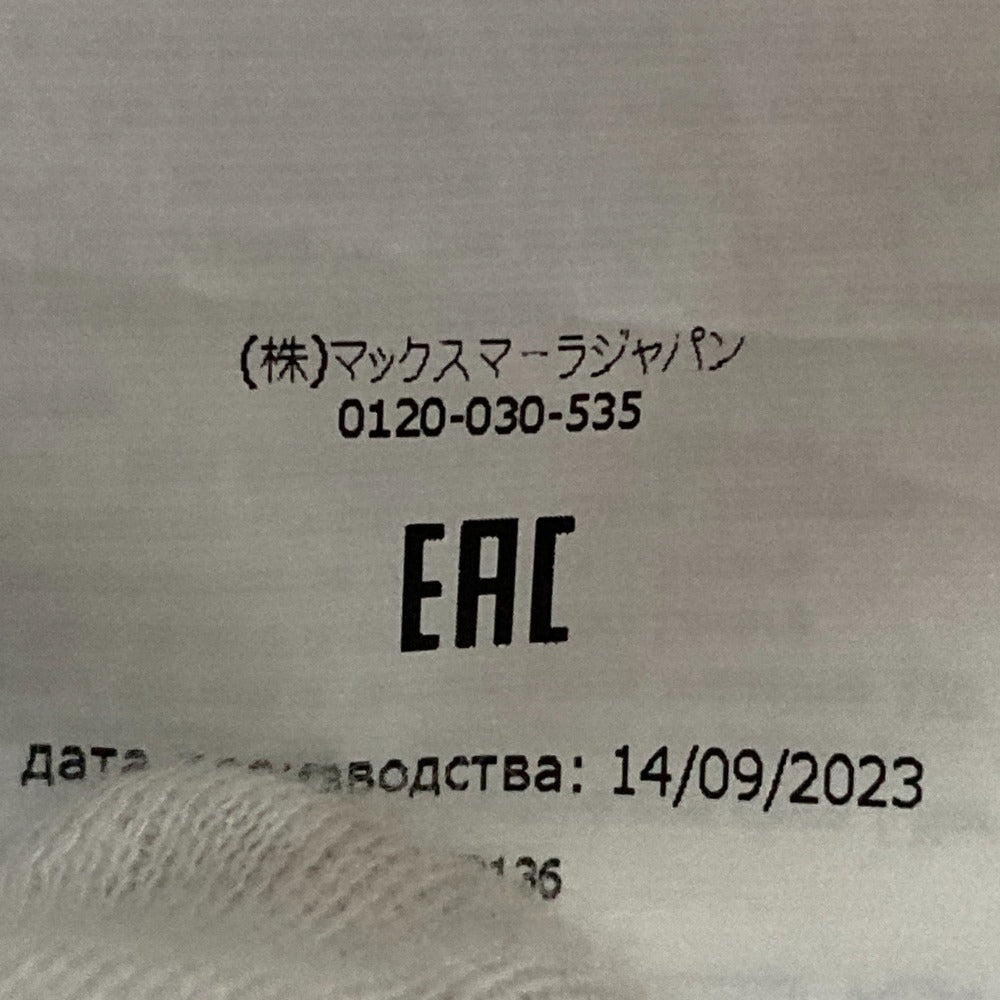 (株)マックスマーラジャパン
0120-030-535
EAC
дата производства: 14/09/2023